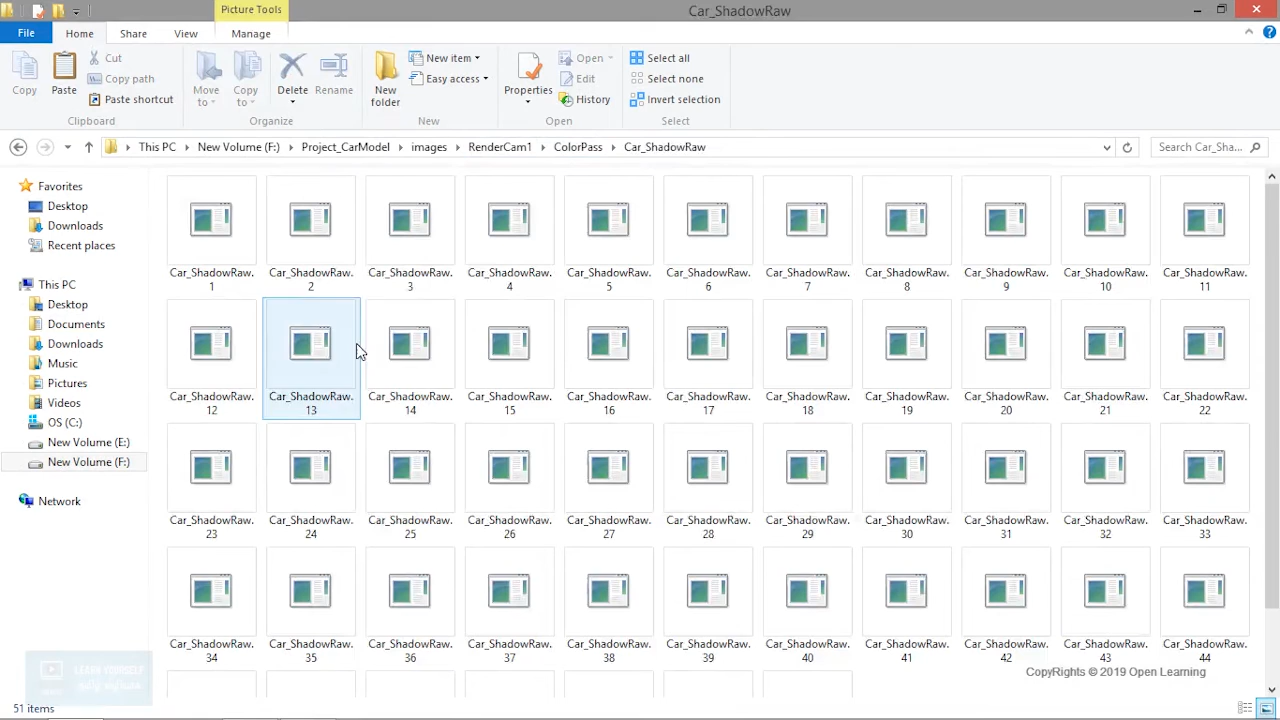 Picture Tools
Car_ShadowRaw
File
Home
Share
View
Manage
Copy
Paste
Cut
Copy path
Paste shortcut
Clipboard
Move to
Copy to
Delete
Rename
Organize
New folder
New item
Easy access
New
Properties
Open
Edit
History
Open
Select all
Select none
Invert selection
Select
This PC
New Volume (F:)
Project_CarModel
images
RenderCam1
ColorPass
Car_ShadowRaw
Search Car_Sha...
Favorites
Desktop
Downloads
Recent places
This PC
Desktop
Documents
Downloads
Music
Pictures
Videos
OS (C:)
New Volume (E:)
New Volume (F:)
Network
Car_ShadowRaw. Car_ShadowRaw. Car_ShadowRaw. Car_ShadowRaw. Car_ShadowRaw. Car_ShadowRaw. Car_ShadowRaw. Car_ShadowRaw. Car_ShadowRaw. Car_ShadowRaw. Car_ShadowRaw.
1 2 3 4 5 6 7 8 9 10 11
Car_ShadowRaw. Car_ShadowRaw. Car_ShadowRaw. Car_ShadowRaw. Car_ShadowRaw. Car_ShadowRaw. Car_ShadowRaw. Car_ShadowRaw. Car_ShadowRaw. Car_ShadowRaw. Car_ShadowRaw.
12 13 14 15 16 17 18 19 20 21 22
Car_ShadowRaw. Car_ShadowRaw. Car_ShadowRaw. Car_ShadowRaw. Car_ShadowRaw. Car_ShadowRaw. Car_ShadowRaw. Car_ShadowRaw. Car_ShadowRaw. Car_ShadowRaw. Car_ShadowRaw.
23 24 25 26 27 28 29 30 31 32 33
Car_ShadowRaw. Car_ShadowRaw. Car_ShadowRaw. Car_ShadowRaw. Car_ShadowRaw. Car_ShadowRaw. Car_ShadowRaw. Car_ShadowRaw. Car_ShadowRaw. Car_ShadowRaw. Car_ShadowRaw.
34 35 36 37 38 39 40 41 42 43 44
LEARN YOURSELF
CopyRights © 2019 Open Learning
51 items